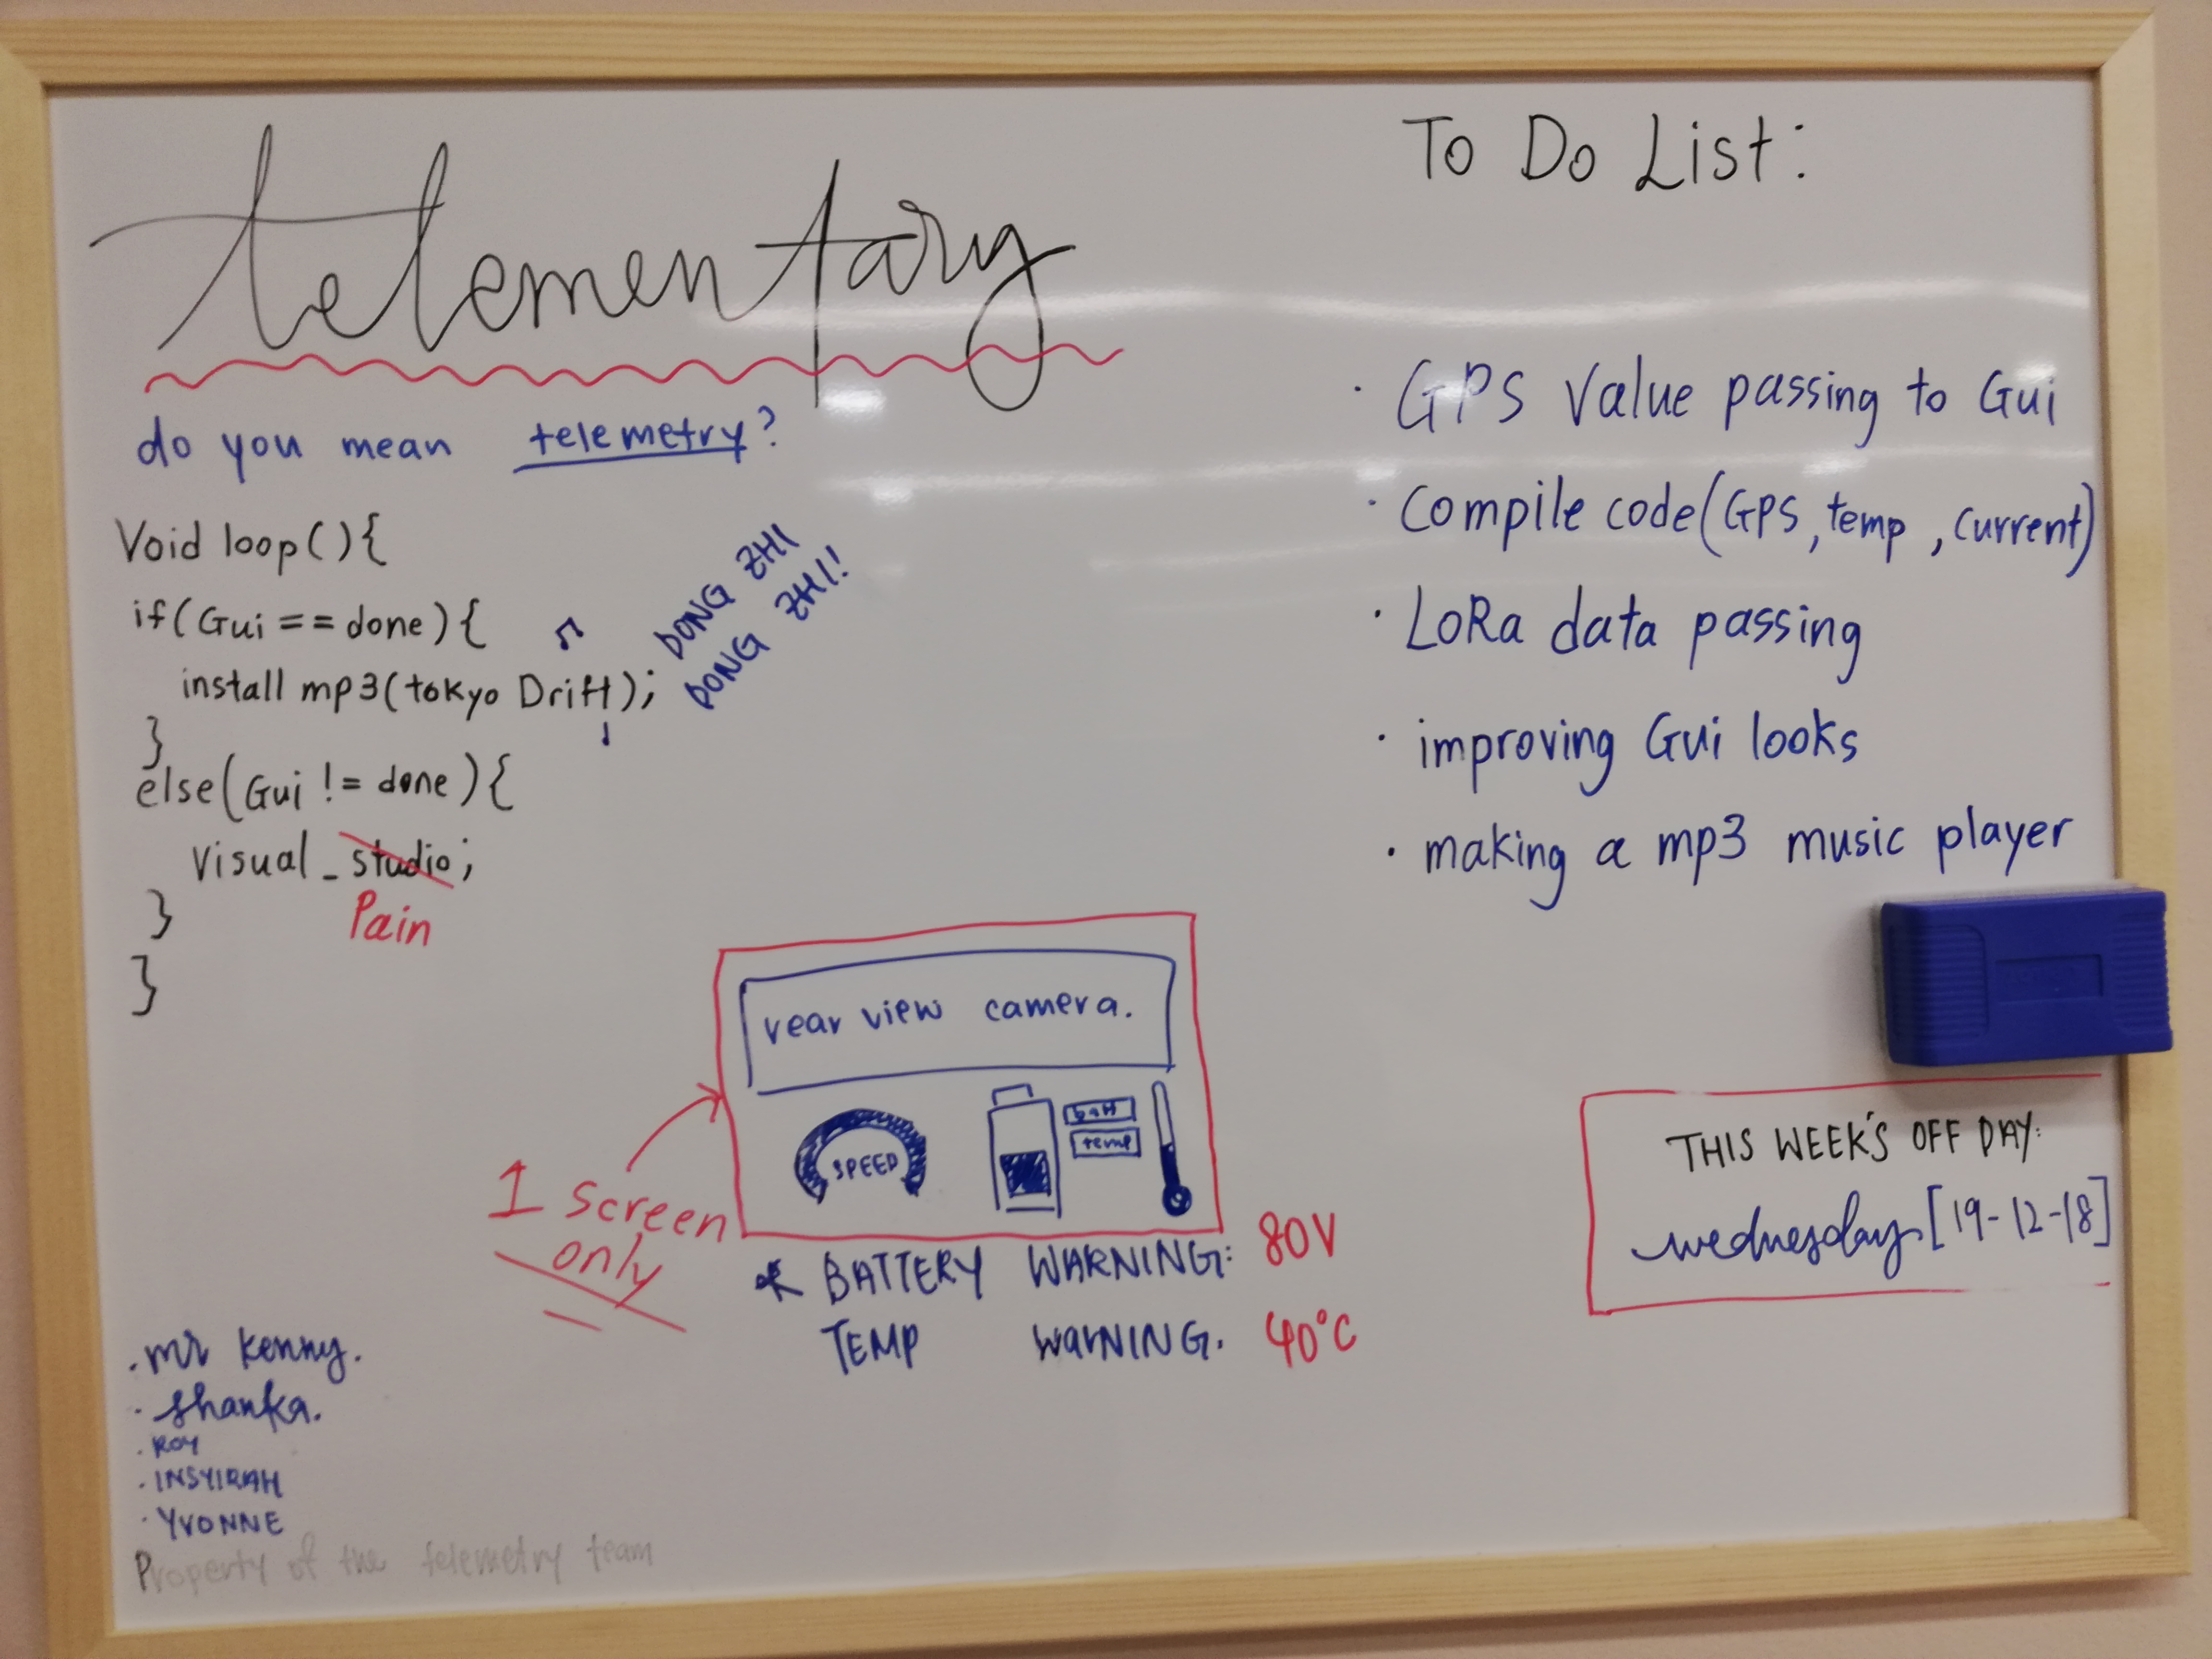 telementary
do you mean telemetry?
Void loop(){
if(Gui == done){
install mp3(tokyo Drift);
}
else(Gui != done){
Visual_studio;
Pain
}
}
DONG ZHI
DONG ZHI!
To Do List:
· GPS Value passing to Gui
· Compile code(GPS, temp, current)
· LoRa data passing
· improving Gui looks
· making a mp3 music player
rear view camera.
SPEED
batt
temp
1 screen
only
* BATTERY WARNING: 80V
TEMP WARNING. 40°C
THIS WEEK'S OFF DAY:
wednesday [19-12-18]
· mr kenny.
· shanka.
· ROY
· INSYIRAH
· YVONNE
Property of the telemetry team